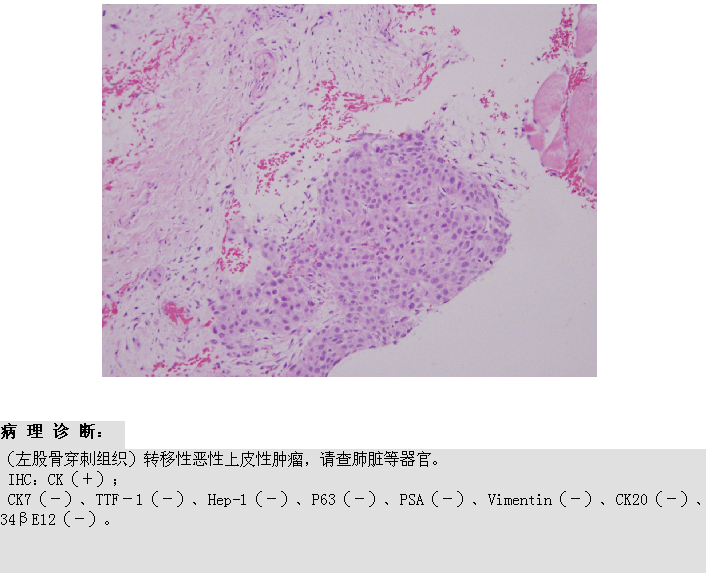 病 理 诊 断：
（左股骨穿刺组织）转移性恶性上皮性肿瘤，请查肺脏等器官。
IHC：CK（＋）；
CK7（－）、TTF－1（－）、Hep-1（－）、P63（－）、PSA（－）、Vimentin（－）、CK20（－）、
34βE12（－）。